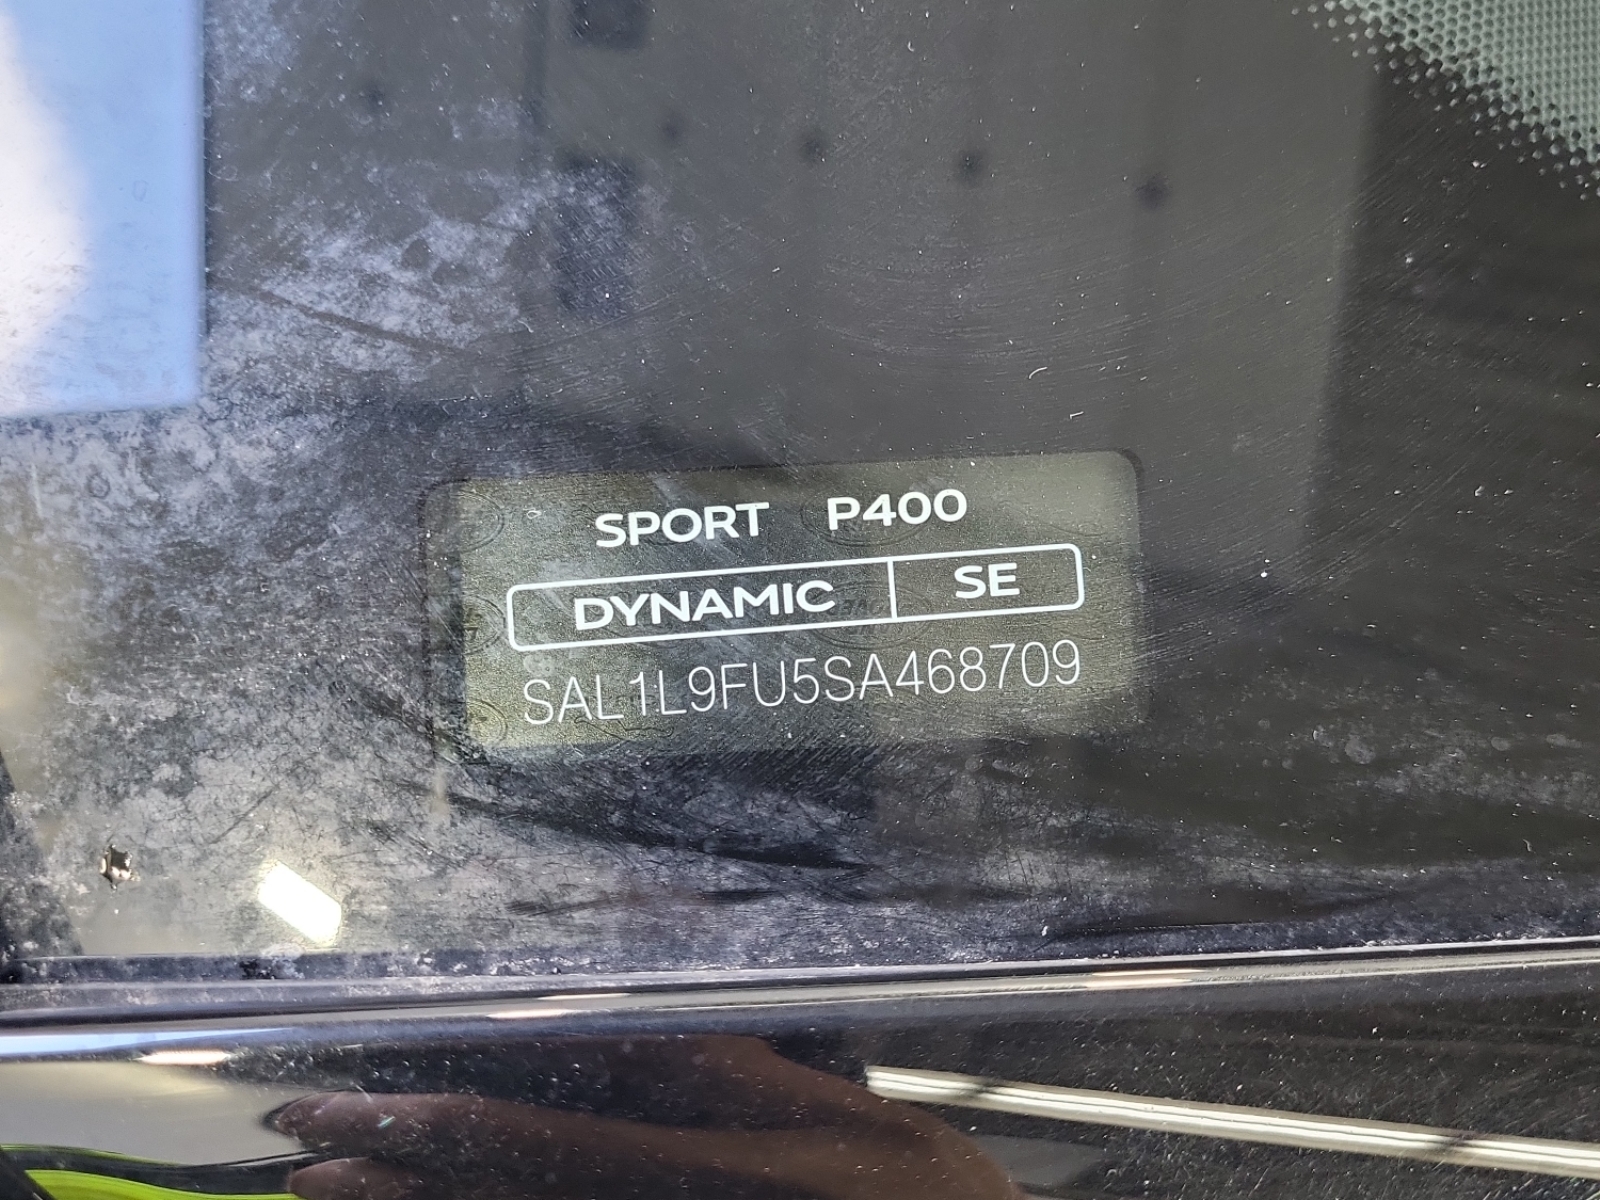 SPORT P400
DYNAMIC SE
SAL1L9FU5SA468709